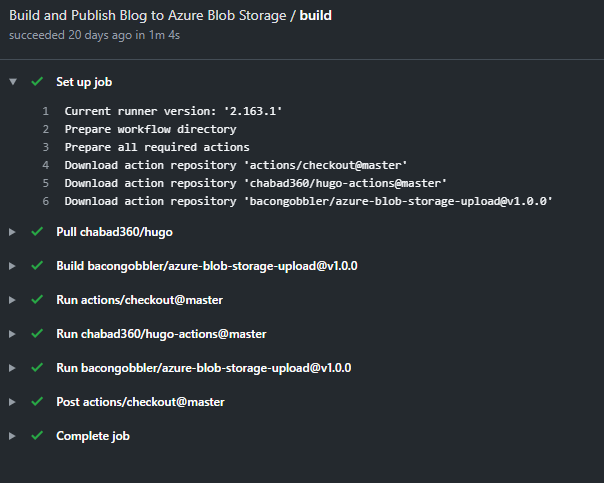 Build and Publish Blog to Azure Blob Storage / build
succeeded 20 days ago in 1m 4s
Set up job
1 Current runner version: '2.163.1'
2 Prepare workflow directory
3 Prepare all required actions
4 Download action repository 'actions/checkout@master'
5 Download action repository 'chabad360/hugo-actions@master'
6 Download action repository 'bacongobbler/azure-blob-storage-upload@v1.0.0'
Pull chabad360/hugo
Build bacongobbler/azure-blob-storage-upload@v1.0.0
Run actions/checkout@master
Run chabad360/hugo-actions@master
Run bacongobbler/azure-blob-storage-upload@v1.0.0
Post actions/checkout@master
Complete job